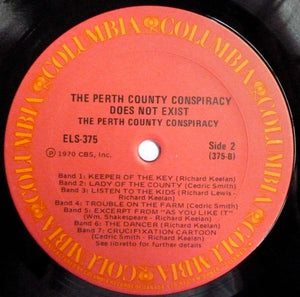 COLUMBIA COLUMBIA COLUMBIA COLUMBIA COLUMBIA COLUMBIA
THE PERTH COUNTY CONSPIRACY
DOES NOT EXIST
THE PERTH COUNTY CONSPIRACY
ELS-375
Side 2
℗ 1970 CBS, Inc.
(375-B)
Band 1: KEEPER OF THE KEY (Richard Keelan)
Band 2: LADY OF THE COUNTY (Cedric Smith)
Band 3: LISTEN TO THE KIDS (Richard Lewis-
Richard Keelan)
Band 4: TROUBLE ON THE FARM (Cedric Smith)
Band 5: EXCERPT FROM "AS YOU LIKE IT"
(Wm. Shakespeare - Richard Keelan)
Band 6: THE DANCER (Richard Keelan)
Band 7: CRUCIFIXATION CARTOON
(Cedric Smith-Richard Keelan)
See libretto for further details